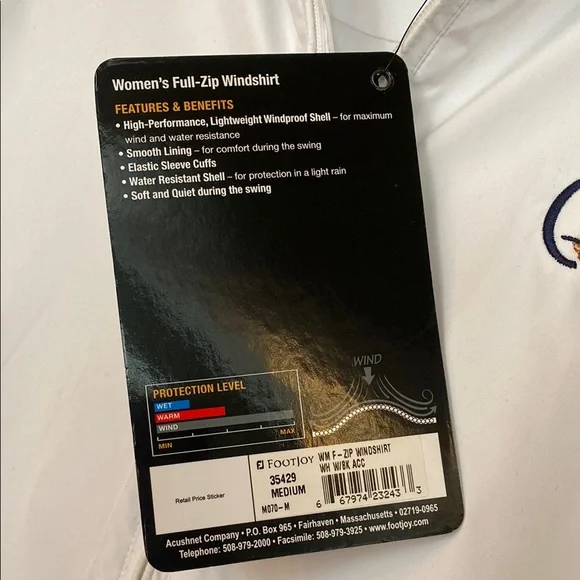 Women's Full-Zip Windshirt
FEATURES & BENEFITS
• High-Performance, Lightweight Windproof Shell – for maximum
wind and water resistance
• Smooth Lining – for comfort during the swing
• Elastic Sleeve Cuffs
• Water Resistant Shell – for protection in a light rain
• Soft and Quiet during the swing
WIND
PROTECTION LEVEL
WET
WARM
WIND
MIN MAX
Retail Price Sticker
FJ FOOTJOY
35429
MEDIUM
M070-M
WM F-ZIP WINDSHIRT
WH W/BK ACC
6 67974 23243 3
Acushnet Company • P.O. Box 965 • Fairhaven • Massachusetts • 02719-0965
Telephone: 508-979-2000 • Facsimile: 508-979-3925 • www.footjoy.com